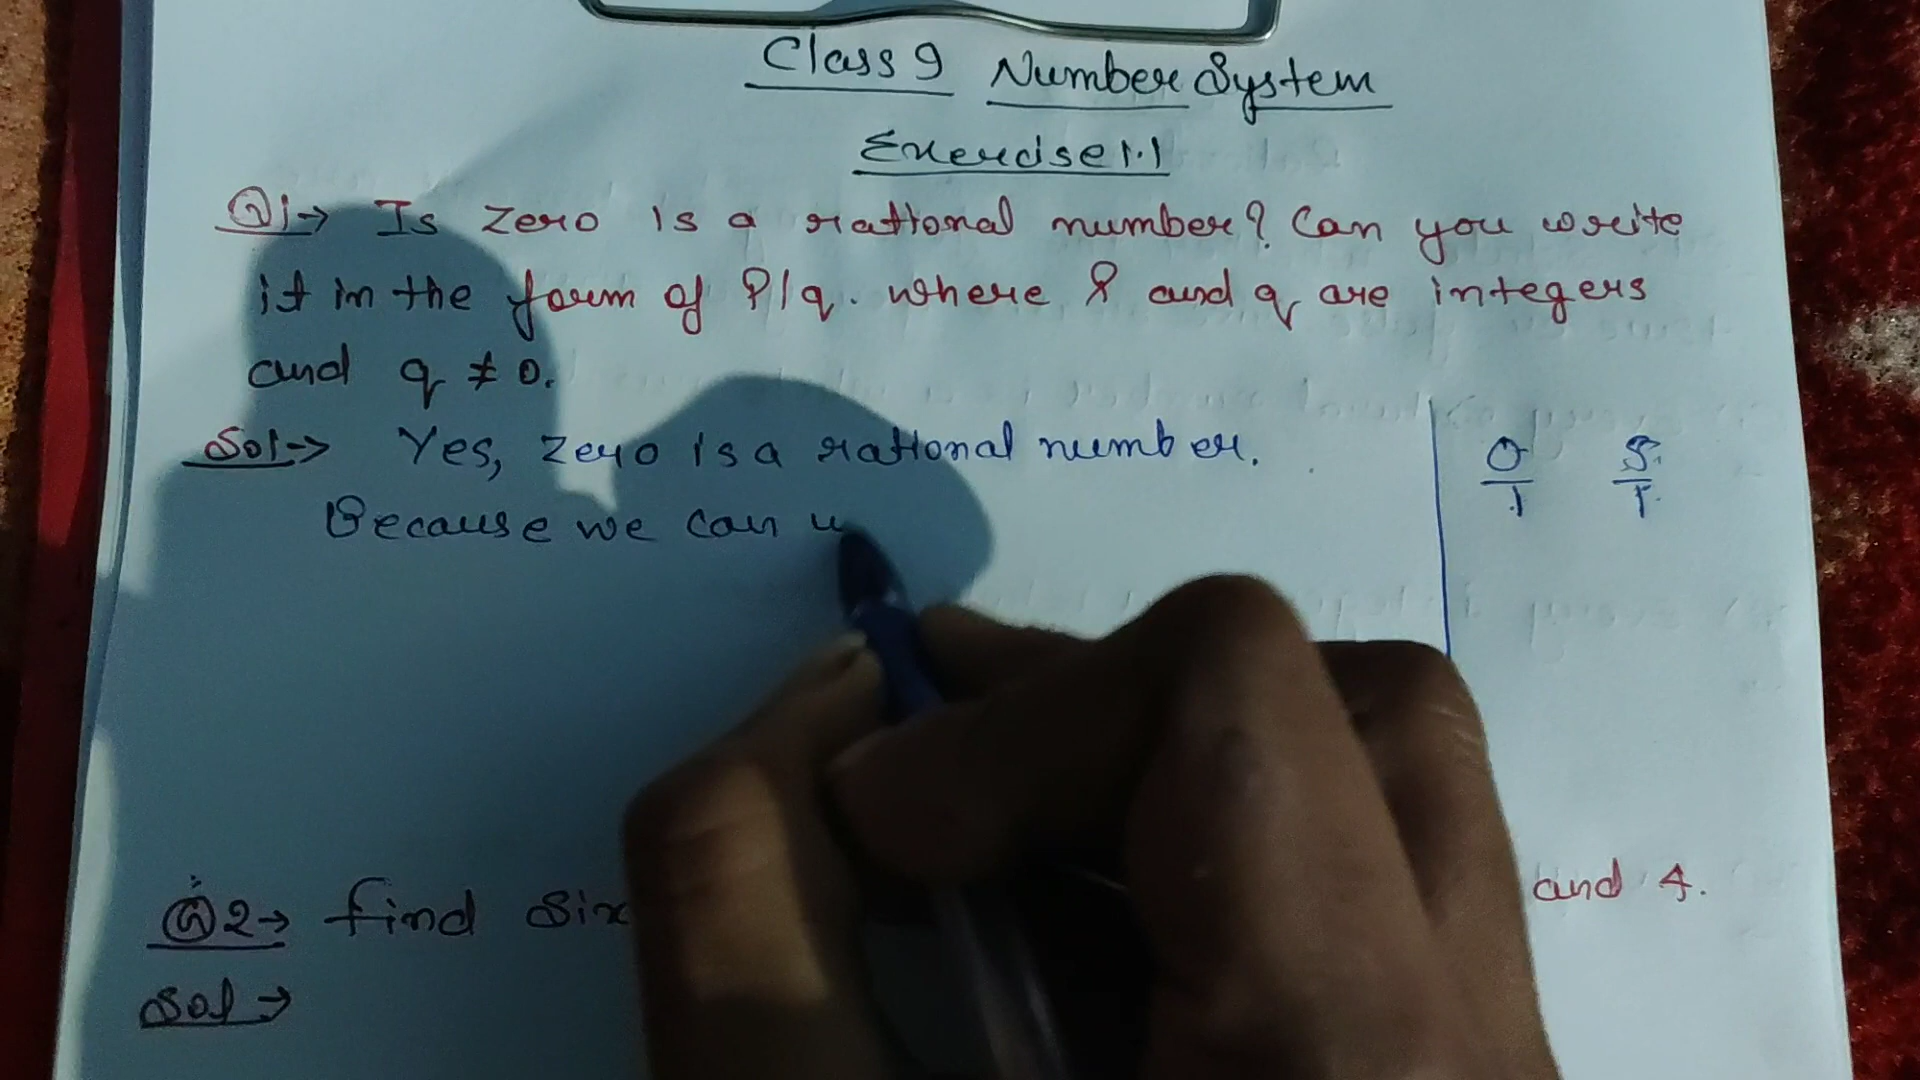 Class 9 Number System
Exercise 1.1
Q1→ Is zero is a rational number? Can you write
it in the form of P/q. where P and q are integers
and q ≠ 0.
Sol→ Yes, zero is a rational number.
Because we can w
0/1 5/1
Q2→ find six and 4.
Sol→